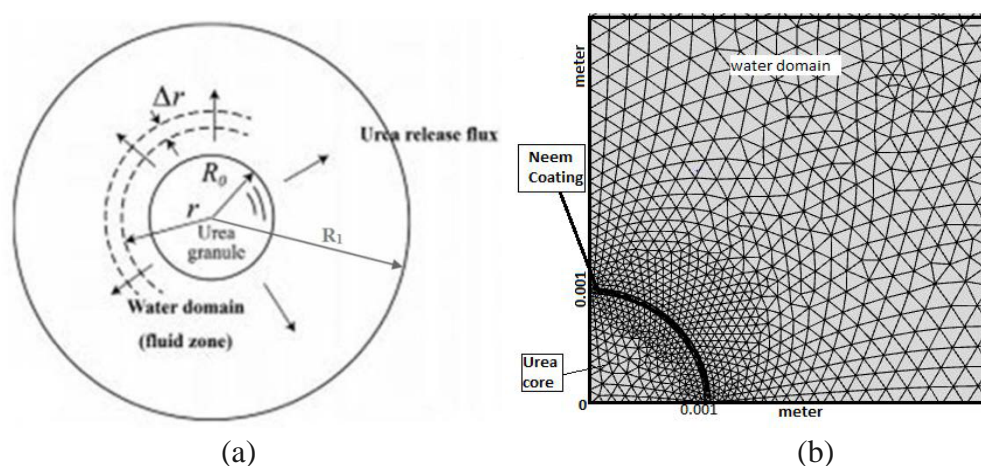 Δr
Urea release flux
R₀
r
Urea
granule
R₁
Water domain
(fluid zone)
(a)
meter
water domain
Neem
Coating
0.001
Urea
core
0
0.001
meter
(b)